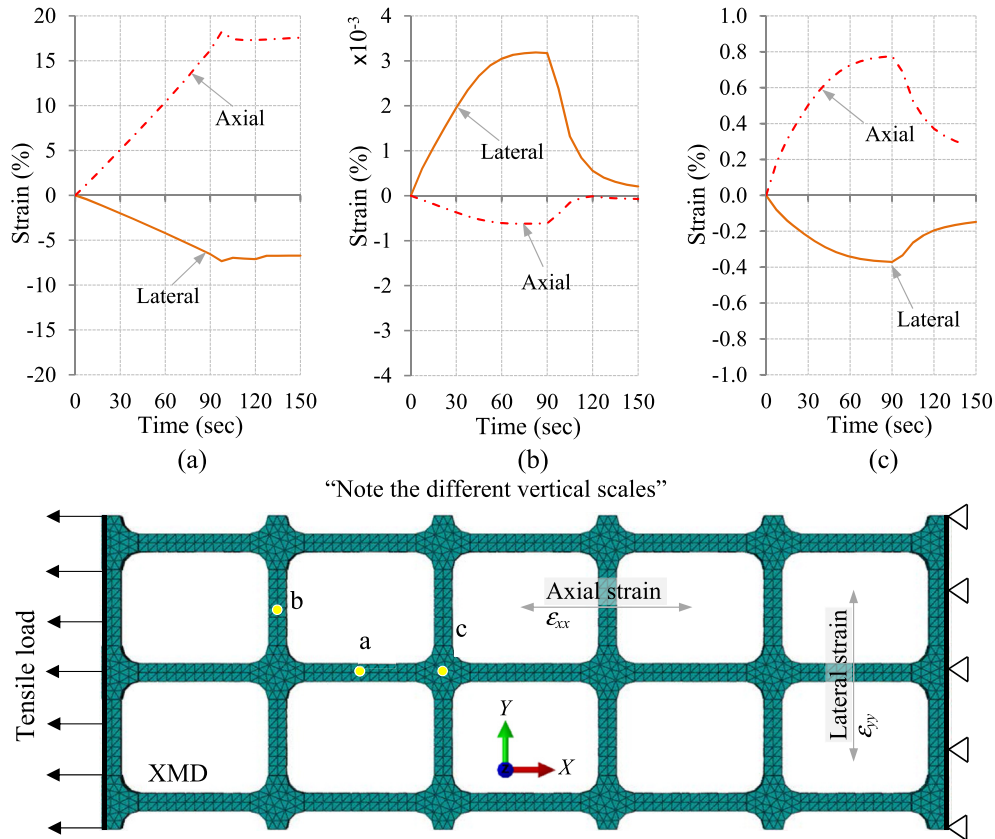 20
15
10
5
0
-5
-10
-15
-20
Strain (%)
Axial
Lateral
0 30 60 90 120 150
Time (sec)
(a)
x10-3
4
3
2
1
0
-1
-2
-3
-4
Strain (%)
Lateral
Axial
0 30 60 90 120 150
Time (sec)
(b)
1.0
0.8
0.6
0.4
0.2
0.0
-0.2
-0.4
-0.6
-0.8
-1.0
Strain (%)
Axial
Lateral
0 30 60 90 120 150
Time (sec)
(c)
“Note the different vertical scales”
Tensile load
b
a
c
Axial strain
εxx
Lateral strain
εyy
Y
X
Z
XMD